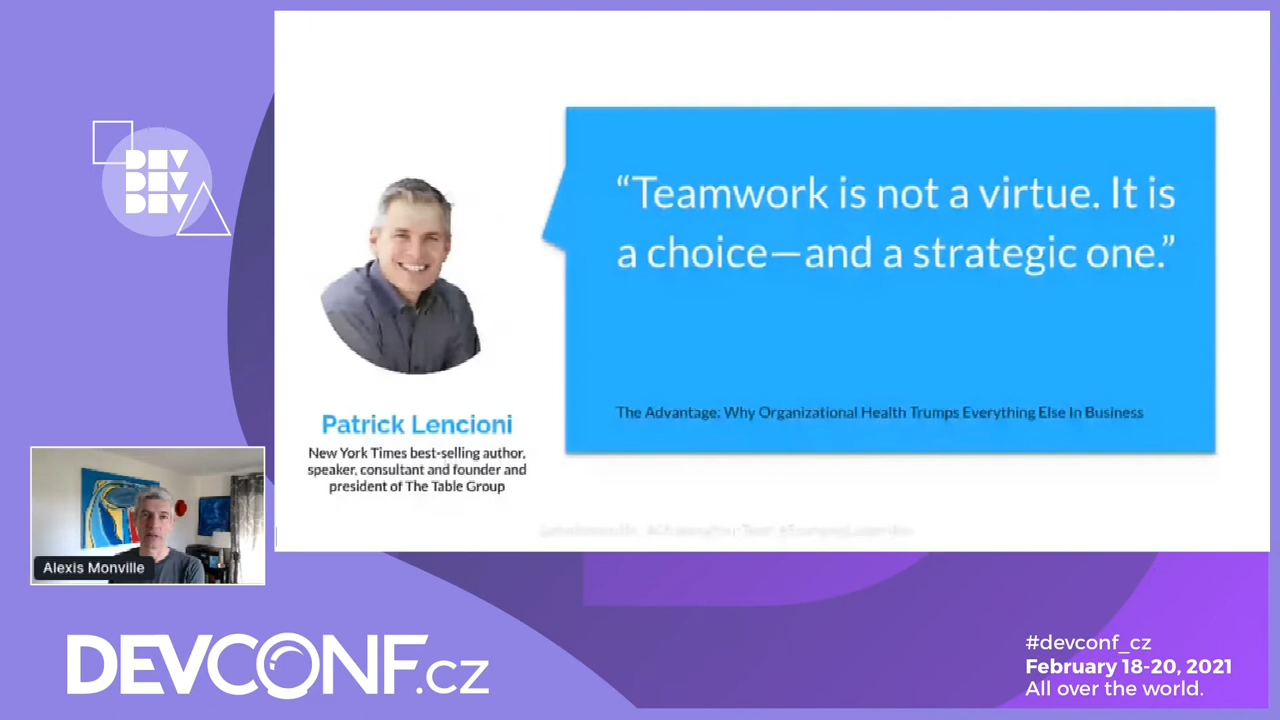 DEV
DEV
DEV
“Teamwork is not a virtue. It is
a choice—and a strategic one.”
The Advantage: Why Organizational Health Trumps Everything Else In Business
Patrick Lencioni
New York Times best-selling author,
speaker, consultant and founder and
president of The Table Group
Alexis Monville
DEVCONF.cz
#devconf_cz
February 18-20, 2021
All over the world.